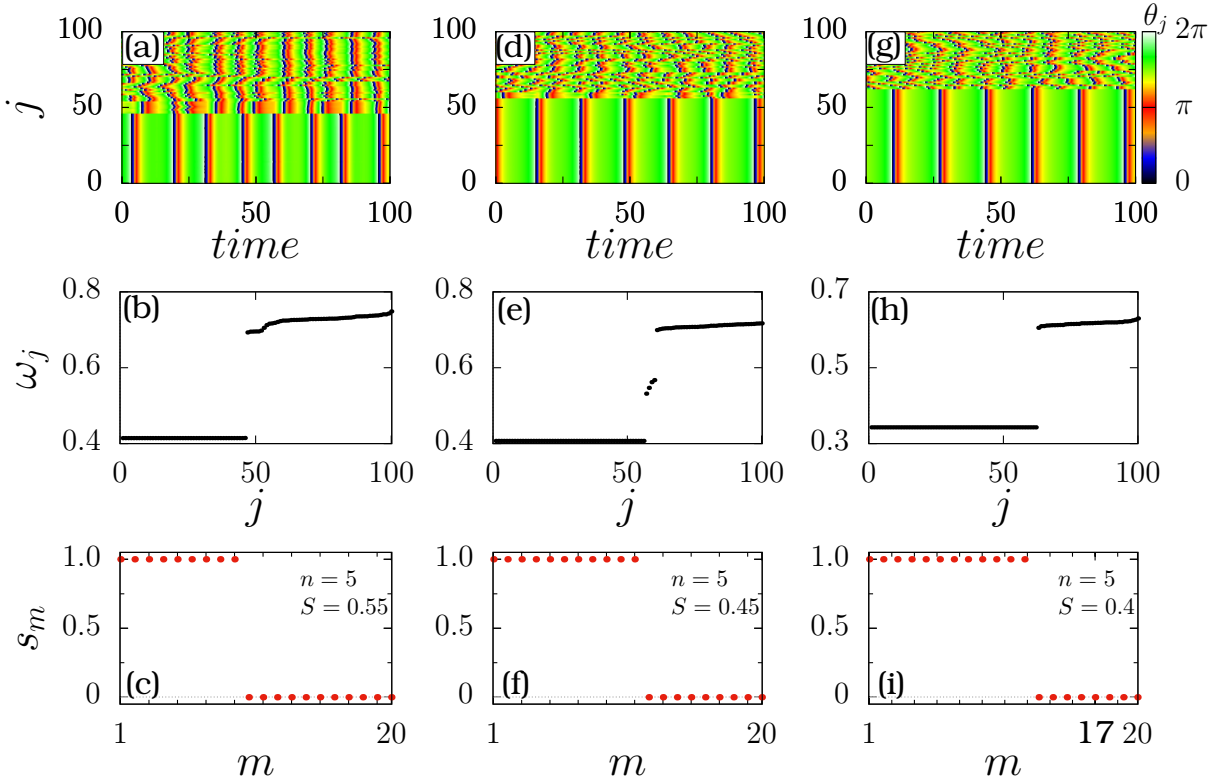 (a) (d) (g) θj 2π
100 100 100
j 50 50 50 π
0 0 0 0
0 50 100 0 50 100 0 50 100
time time time
0.8 (b) 0.8 (e) 0.7 (h)
ωj 0.6 0.6 0.5
0.4 0.4 0.3
0 50 100 0 50 100 0 50 100
j j j
1.0 1.0 1.0
n = 5 n = 5 n = 5
S = 0.55 S = 0.45 S = 0.4
sm 0.5 0.5 0.5
0 (c) 0 (f) 0 (i)
1 20 1 20 1 17 20
m m m